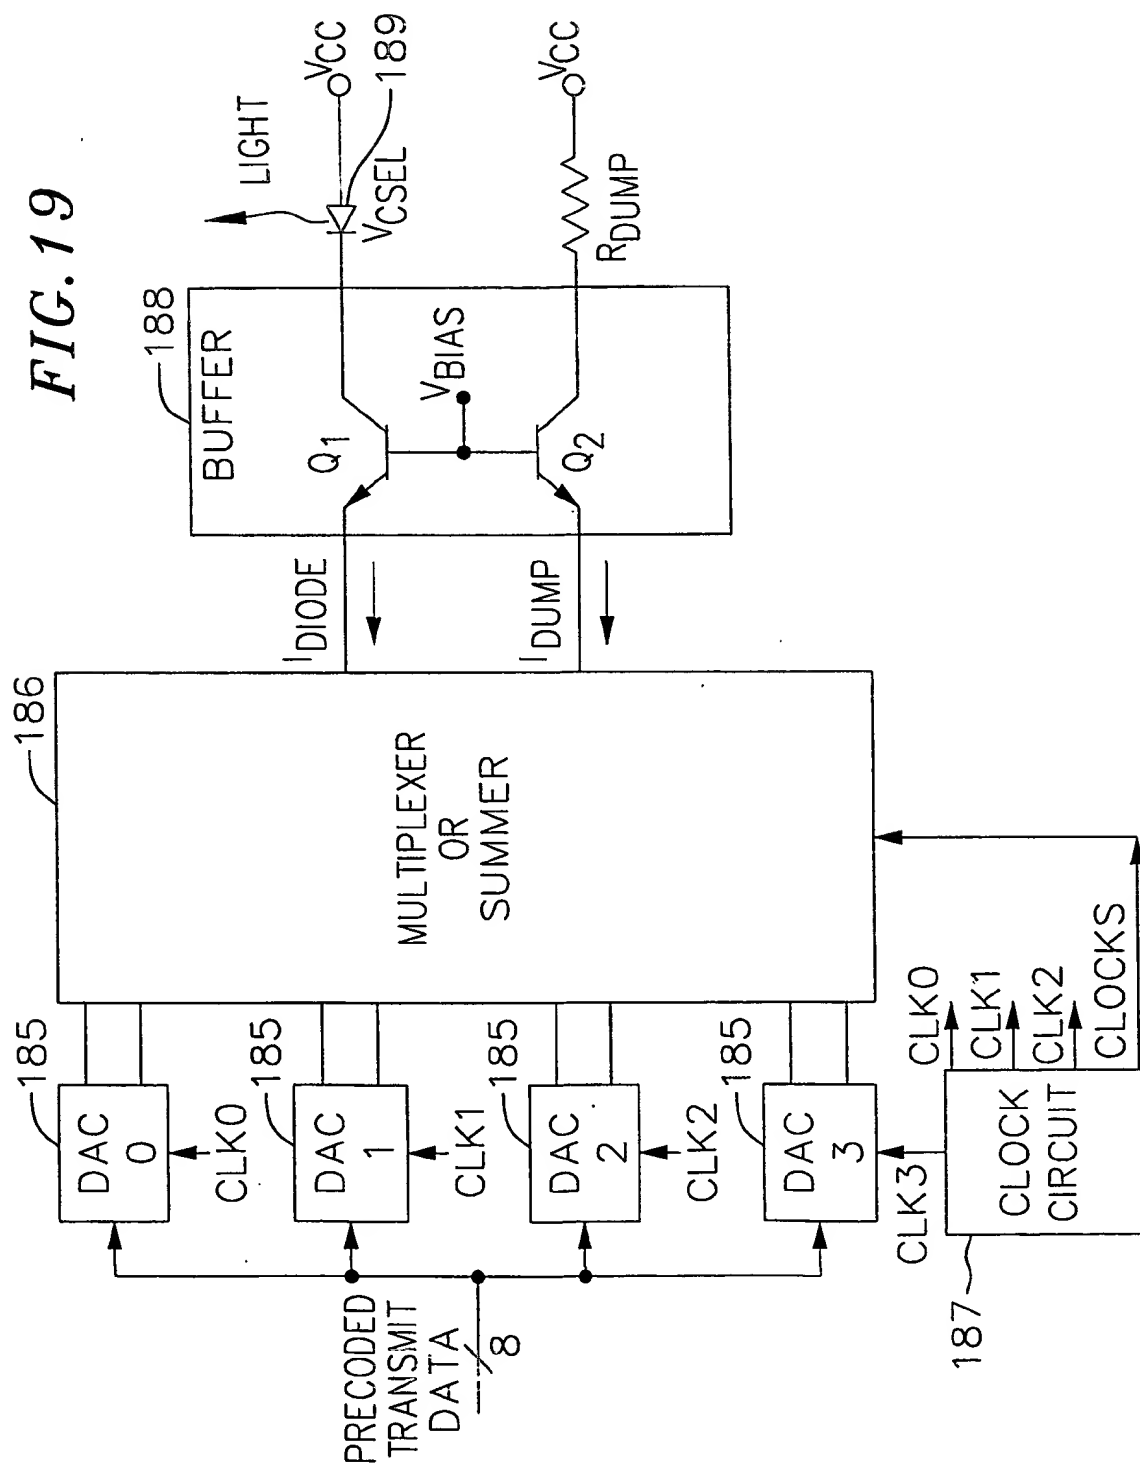 FIG. 19
PRECODED
TRANSMIT
DATA
8
185
DAC
0
CLK0
185
DAC
1
CLK1
185
DAC
2
CLK2
185
DAC
3
CLK3
187
CLOCK
CIRCUIT
CLK0
CLK1
CLK2
CLOCKS
186
MULTIPLEXER
OR
SUMMER
IDIODE
IDUMP
188
BUFFER
Q1
VBIAS
Q2
LIGHT
VCSEL
189
VCC
RDUMP
VCC